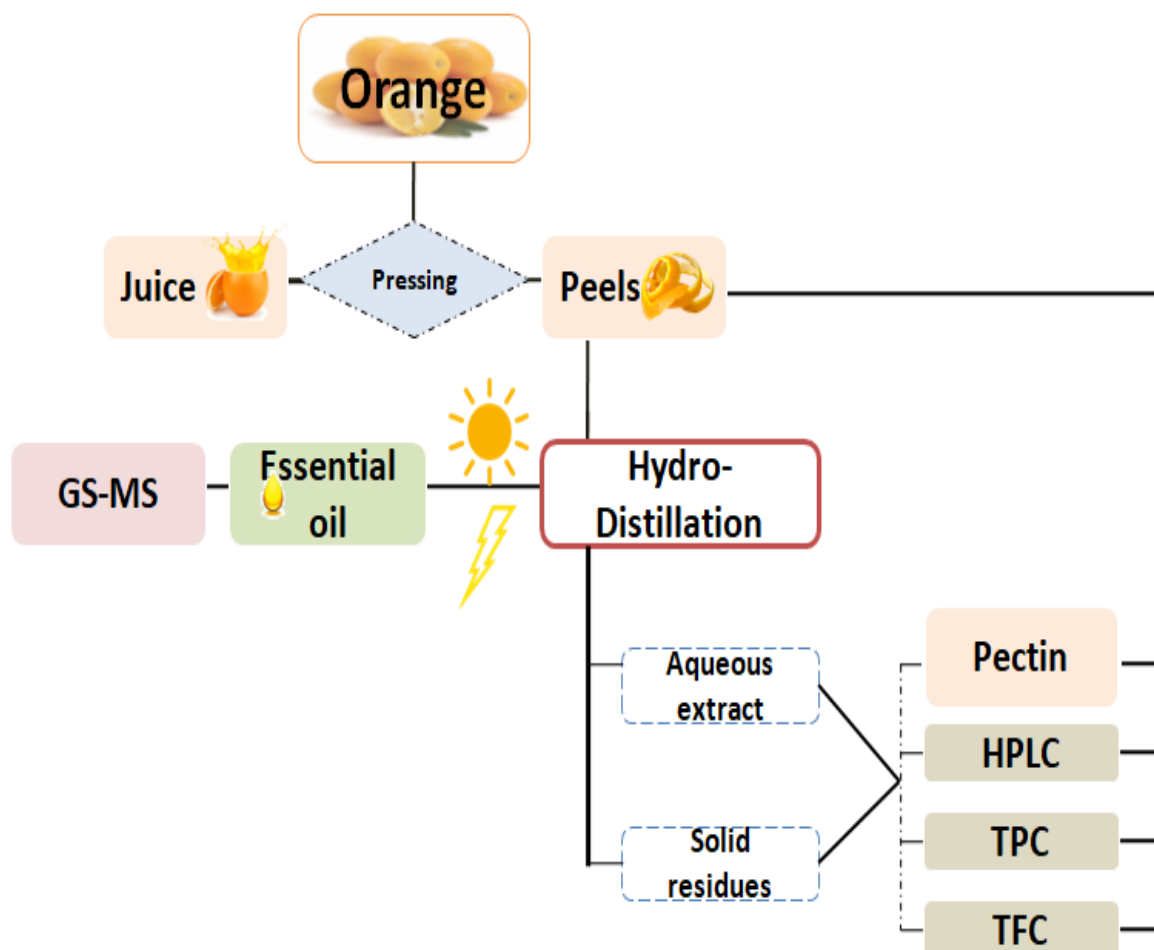 Orange
Juice
Pressing
Peels
GS-MS
Essential
oil
Hydro-
Distillation
Aqueous
extract
Pectin
HPLC
Solid
residues
TPC
TFC